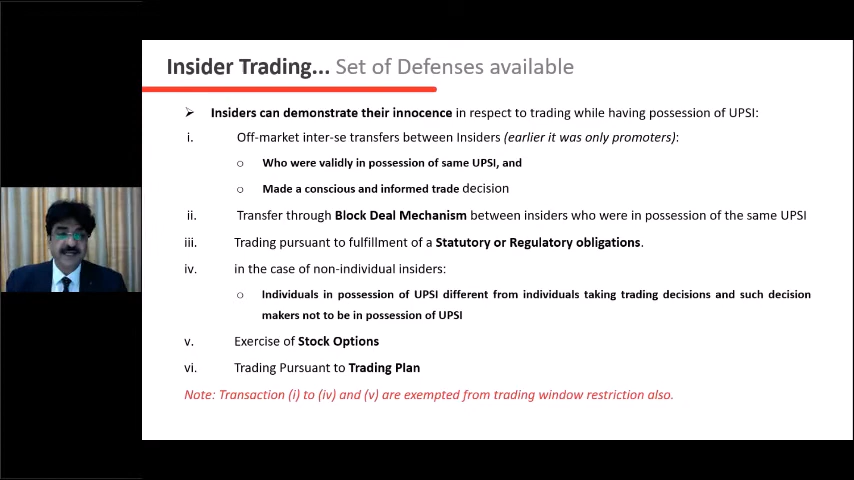 Insider Trading... Set of Defenses available
➢ Insiders can demonstrate their innocence in respect to trading while having possession of UPSI:
i. Off-market inter-se transfers between Insiders (earlier it was only promoters):
o Who were validly in possession of same UPSI, and
o Made a conscious and informed trade decision
ii. Transfer through Block Deal Mechanism between insiders who were in possession of the same UPSI
iii. Trading pursuant to fulfillment of a Statutory or Regulatory obligations.
iv. in the case of non-individual insiders:
o Individuals in possession of UPSI different from individuals taking trading decisions and such decision
makers not to be in possession of UPSI
v. Exercise of Stock Options
vi. Trading Pursuant to Trading Plan
Note: Transaction (i) to (iv) and (v) are exempted from trading window restriction also.